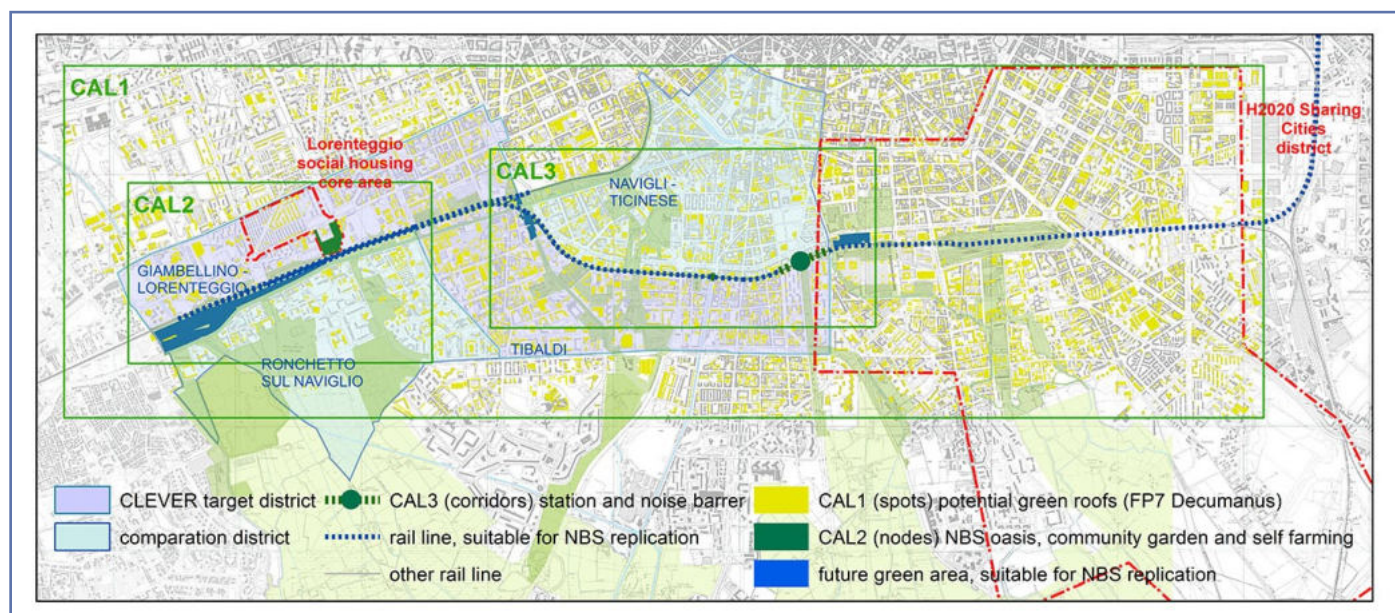 CAL1
H2020 Sharing
Cities
district
Lorenteggio
social housing
core area
CAL3
CAL2
NAVIGLI -
TICINESE
GIAMBELLINO -
LORENTEGGIO
TIBALDI
RONCHETTO
SUL NAVIGLIO
CLEVER target district
comparation district
CAL3 (corridors) station and noise barrer
rail line, suitable for NBS replication
other rail line
CAL1 (spots) potential green roofs (FP7 Decumanus)
CAL2 (nodes) NBS oasis, community garden and self farming
future green area, suitable for NBS replication